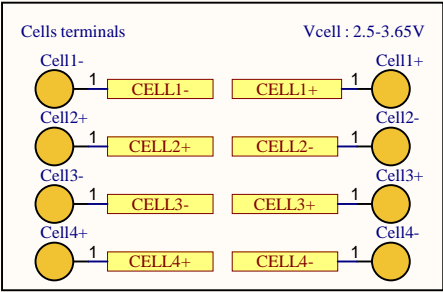 Cells terminals Vcell : 2.5-3.65V
Cell1- Cell1+
1 CELL1- CELL1+ 1
Cell2+ Cell2-
1 CELL2+ CELL2- 1
Cell3- Cell3+
1 CELL3- CELL3+ 1
Cell4+ Cell4-
1 CELL4+ CELL4- 1